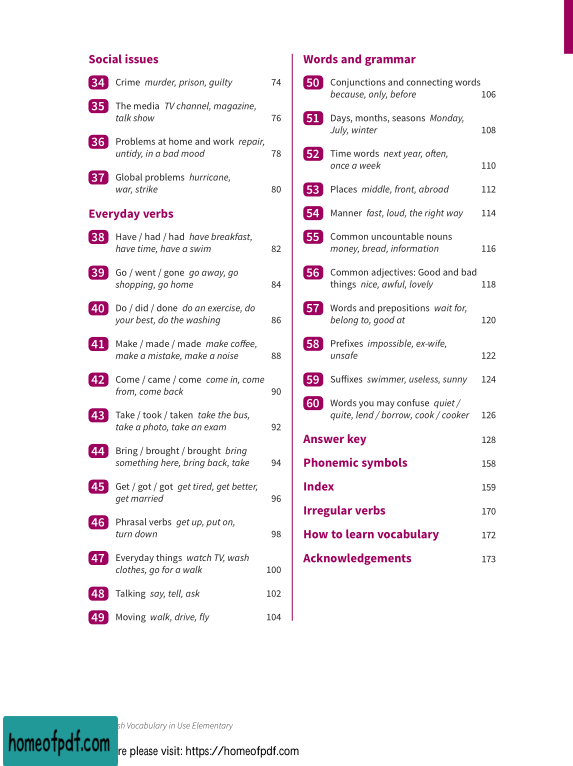 Social issues
34 Crime murder, prison, guilty 74
35 The media TV channel, magazine,
talk show 76
36 Problems at home and work repair,
untidy, in a bad mood 78
37 Global problems hurricane,
war, strike 80
Everyday verbs
38 Have / had / had have breakfast,
have time, have a swim 82
39 Go / went / gone go away, go
shopping, go home 84
40 Do / did / done do an exercise, do
your best, do the washing 86
41 Make / made / made make coffee,
make a mistake, make a noise 88
42 Come / came / come come in, come
from, come back 90
43 Take / took / taken take the bus,
take a photo, take an exam 92
44 Bring / brought / brought bring
something here, bring back, take 94
45 Get / got / got get tired, get better,
get married 96
46 Phrasal verbs get up, put on,
turn down 98
47 Everyday things watch TV, wash
clothes, go for a walk 100
48 Talking say, tell, ask 102
49 Moving walk, drive, fly 104
Words and grammar
50 Conjunctions and connecting words
because, only, before 106
51 Days, months, seasons Monday,
July, winter 108
52 Time words next year, often,
once a week 110
53 Places middle, front, abroad 112
54 Manner fast, loud, the right way 114
55 Common uncountable nouns
money, bread, information 116
56 Common adjectives: Good and bad
things nice, awful, lovely 118
57 Words and prepositions wait for,
belong to, good at 120
58 Prefixes impossible, ex-wife,
unsafe 122
59 Suffixes swimmer, useless, sunny 124
60 Words you may confuse quiet /
quite, lend / borrow, cook / cooker 126
Answer key 128
Phonemic symbols 158
Index 159
Irregular verbs 170
How to learn vocabulary 172
Acknowledgements 173
sh Vocabulary in Use Elementary
homeofpdf.com
re please visit: https://homeofpdf.com